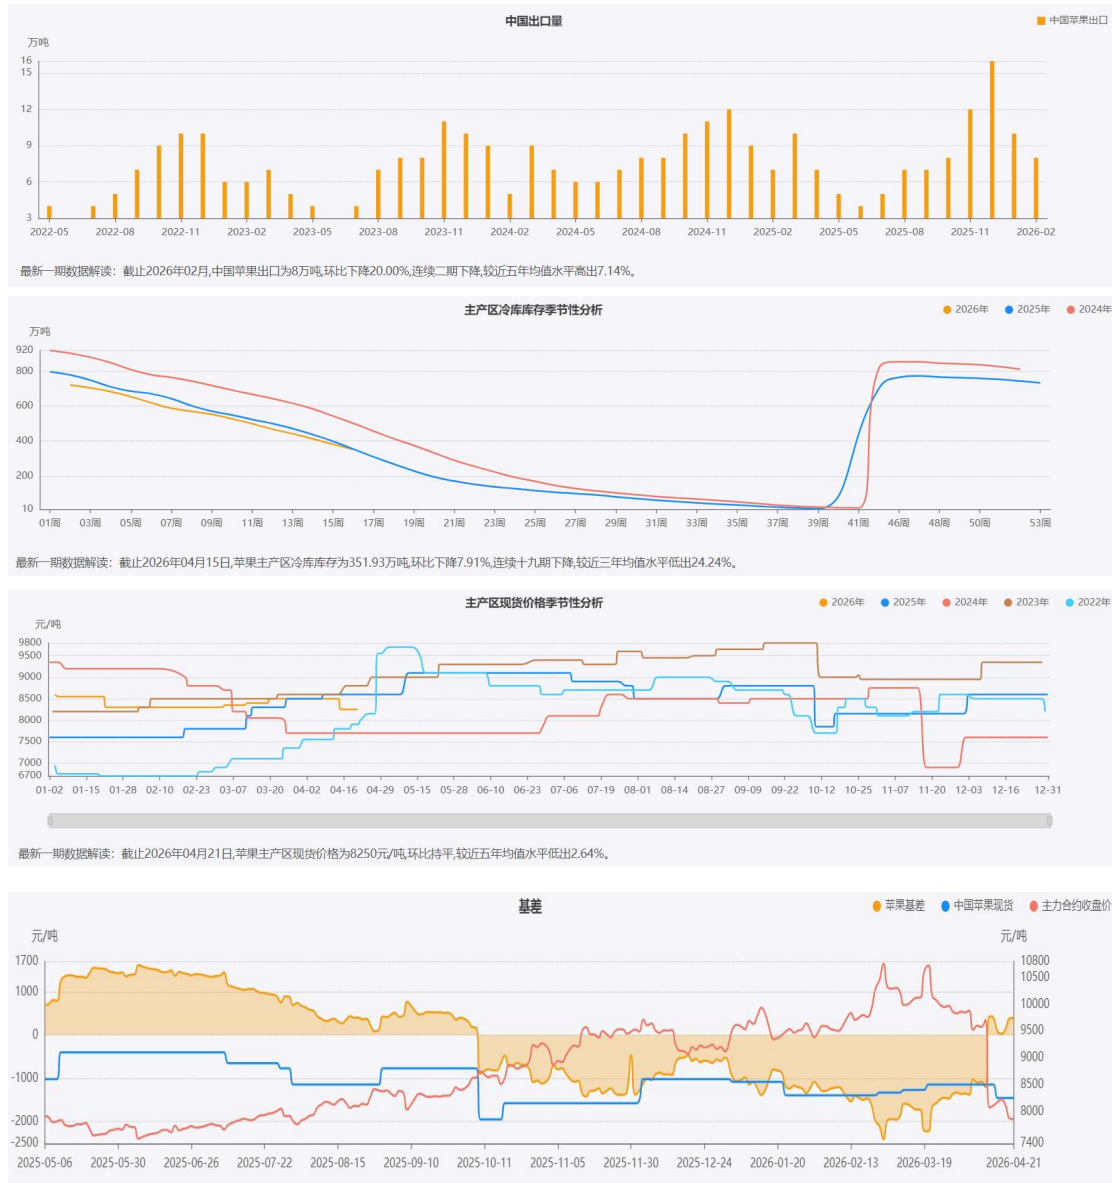 中国出口量
中国苹果出口
万吨
16
15
12
9
6
3
2022-05 2022-08 2022-11 2023-02 2023-05 2023-08 2023-11 2024-02 2024-05 2024-08 2024-11 2025-02 2025-05 2025-08 2025-11 2026-02
最新一期数据解读：截止2026年02月,中国苹果出口为8万吨,环比下降20.00%,连续二期下降,较近五年均值水平高出7.14%。
主产区冷库库存季节性分析
2026年 2025年 2024年
万吨
920
800
600
400
200
10
01周 03周 05周 07周 09周 11周 13周 15周 17周 19周 21周 23周 25周 27周 29周 31周 33周 35周 37周 39周 41周 46周 48周 50周 53周
最新一期数据解读：截止2026年04月15日,苹果主产区冷库库存为351.93万吨,环比下降7.91%,连续十九期下降,较近三年均值水平低出24.24%。
主产区现货价格季节性分析
2026年 2025年 2024年 2023年 2022年
元/吨
9800
9500
9000
8500
8000
7500
7000
6700
01-02 01-15 01-28 02-10 02-23 03-07 03-20 04-02 04-16 04-29 05-15 05-28 06-10 06-23 07-06 07-19 08-01 08-14 08-27 09-09 09-22 10-12 10-25 11-07 11-20 12-03 12-16 12-31
最新一期数据解读：截止2026年04月21日,苹果主产区现货价格为8250元/吨,环比持平,较近五年均值水平低出2.64%。
基差
苹果基差 中国苹果现货 主力合约收盘价
元/吨 元/吨
1700 10800
10500
1000 10000
0 9500
9000
-1000 8500
-2000 8000
-2500 7400
2025-05-06 2025-05-30 2025-06-26 2025-07-22 2025-08-15 2025-09-10 2025-10-11 2025-11-05 2025-11-30 2025-12-24 2026-01-20 2026-02-13 2026-03-19 2026-04-21